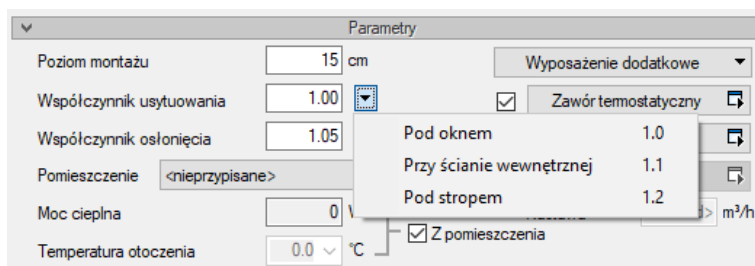 Parametry
Poziom montażu 15 cm Wyposażenie dodatkowe
Współczynnik usytuowania 1.00 Zawór termostatyczny
Współczynnik osłonięcia 1.05
Pod oknem 1.0
Przy ścianie wewnętrznej 1.1
Pod stropem 1.2
Pomieszczenie <nieprzypisane>
Moc cieplna 0 m³/h
Temperatura otoczenia 0.0 °C Z pomieszczenia